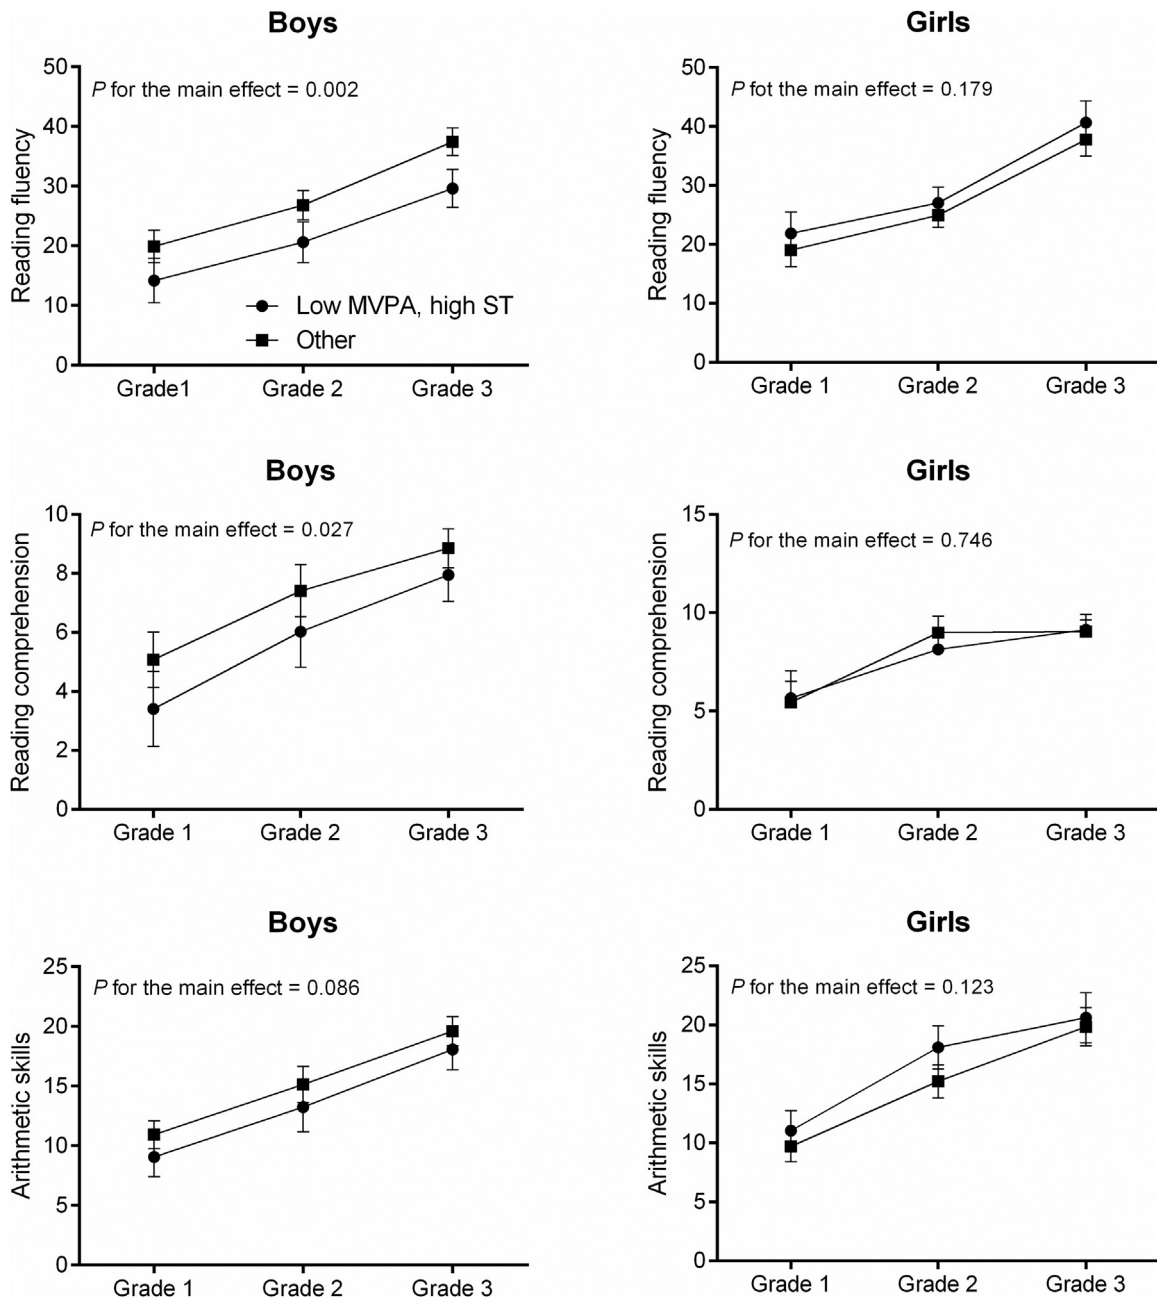 Boys
P for the main effect = 0.002
Reading fluency
50
40
30
20
10
0
Low MVPA, high ST
Other
Grade1 Grade 2 Grade 3
Girls
P fot the main effect = 0.179
Reading fluency
50
40
30
20
10
0
Grade 1 Grade 2 Grade 3
Boys
P for the main effect = 0.027
Reading comprehension
10
8
6
4
2
0
Grade 1 Grade 2 Grade 3
Girls
P for the main effect = 0.746
Reading comprehension
15
10
5
0
Grade 1 Grade 2 Grade 3
Boys
P for the main effect = 0.086
Arithmetic skills
25
20
15
10
5
0
Grade 1 Grade 2 Grade 3
Girls
P for the main effect = 0.123
Arithmetic skills
25
20
15
10
5
0
Grade 1 Grade 2 Grade 3